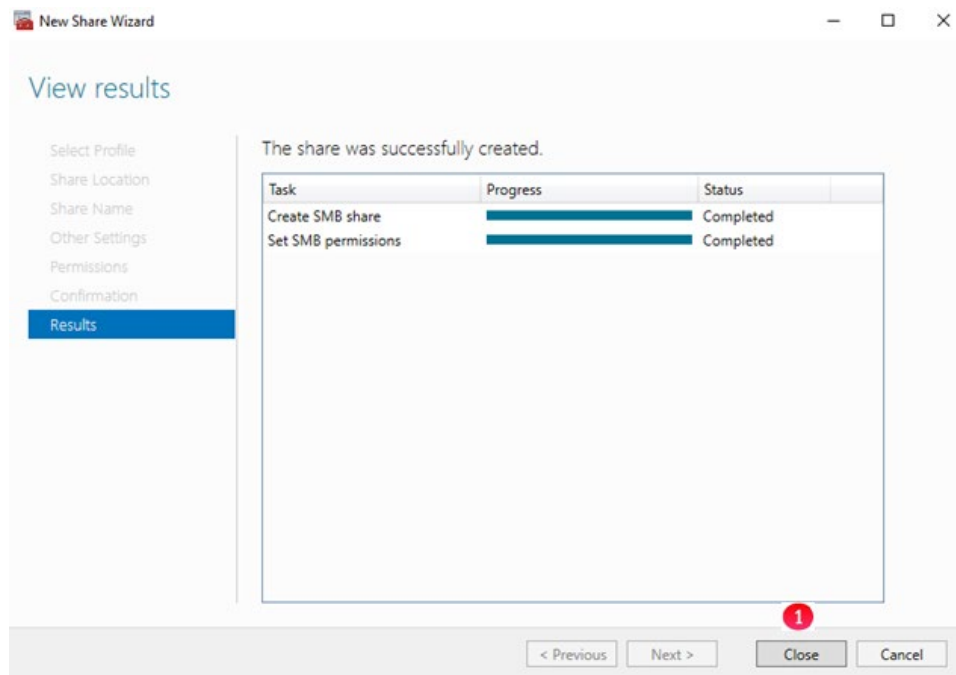 New Share Wizard
View results
Select Profile
Share Location
Share Name
Other Settings
Permissions
Confirmation
Results
The share was successfully created.
Task Progress Status
Create SMB share Completed
Set SMB permissions Completed
1
< Previous Next > Close Cancel